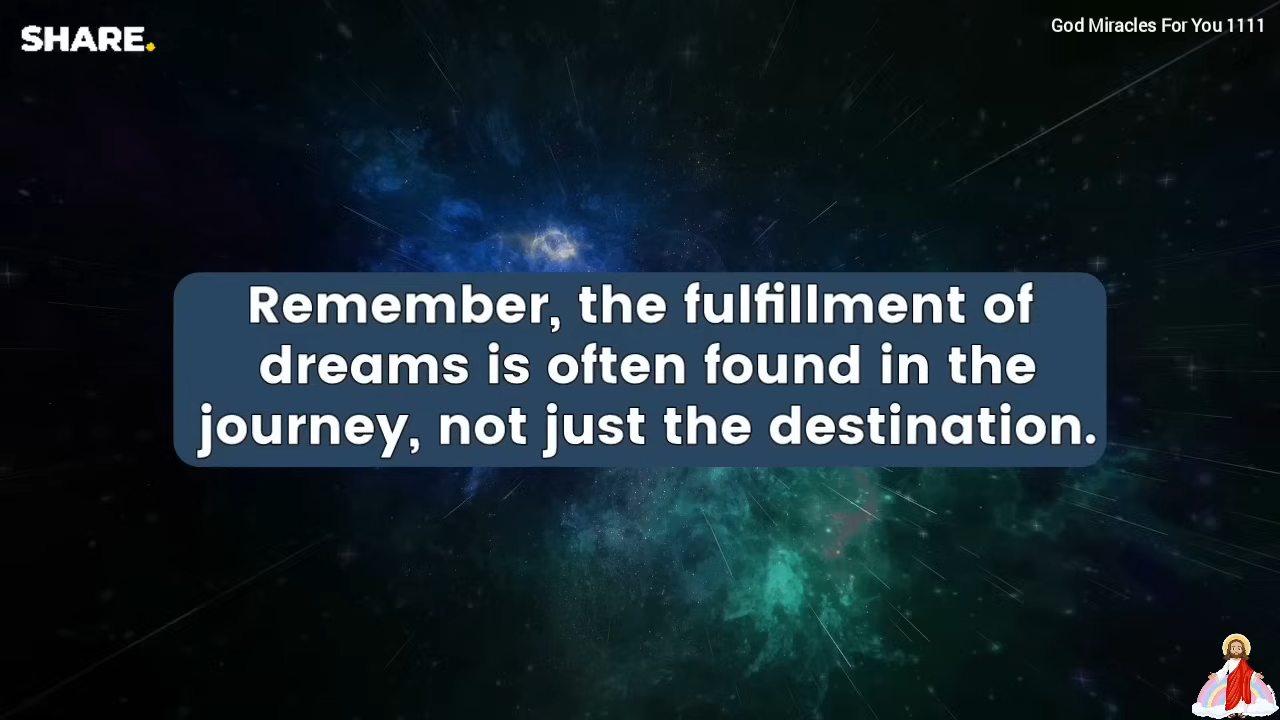 SHARE.
God Miracles For You 1111
Remember, the fulfillment of
dreams is often found in the
journey, not just the destination.